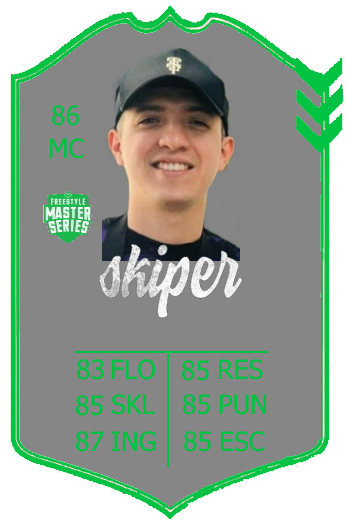 86
MC
FREESTYLE
MASTER
SERIES
skiper
83 FLO 85 RES
85 SKL 85 PUN
87 ING 85 ESC